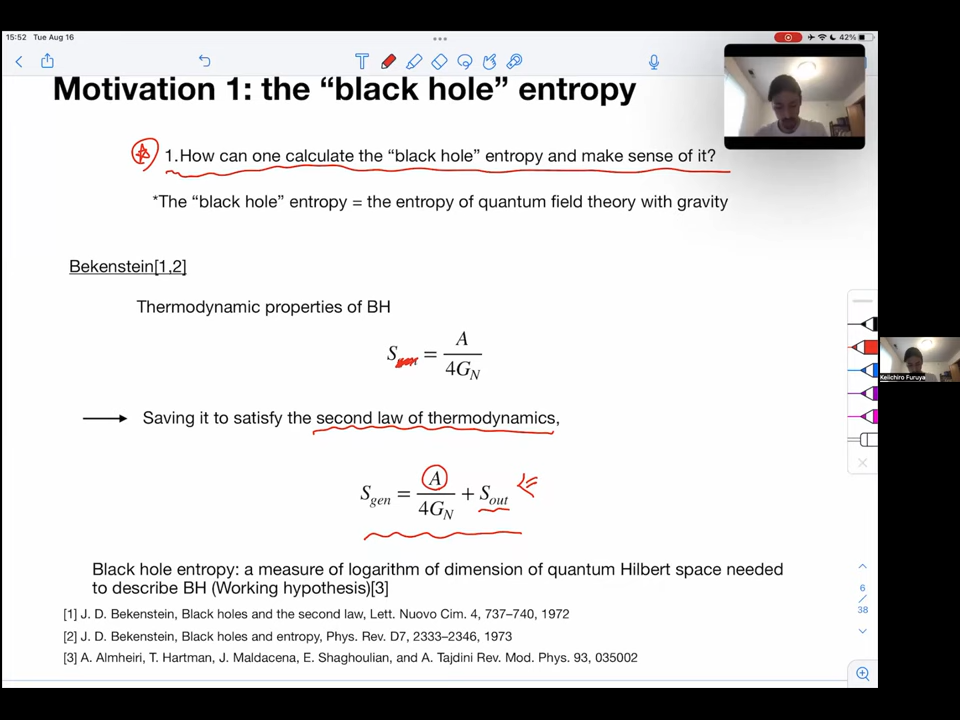 15:52 Tue Aug 16
42%
Motivation 1: the “black hole” entropy
1.How can one calculate the “black hole” entropy and make sense of it?
*The “black hole” entropy = the entropy of quantum field theory with gravity
Bekenstein[1,2]
Thermodynamic properties of BH
S = A / 4G_N
Saving it to satisfy the second law of thermodynamics,
S_gen = A / 4G_N + S_out
Black hole entropy: a measure of logarithm of dimension of quantum Hilbert space needed
to describe BH (Working hypothesis)[3]
[1] J. D. Bekenstein, Black holes and the second law, Lett. Nuovo Cim. 4, 737–740, 1972
[2] J. D. Bekenstein, Black holes and entropy, Phys. Rev. D7, 2333–2346, 1973
[3] A. Almheiri, T. Hartman, J. Maldacena, E. Shaghoulian, and A. Tajdini Rev. Mod. Phys. 93, 035002
6
/
38
Keiichiro Furuya